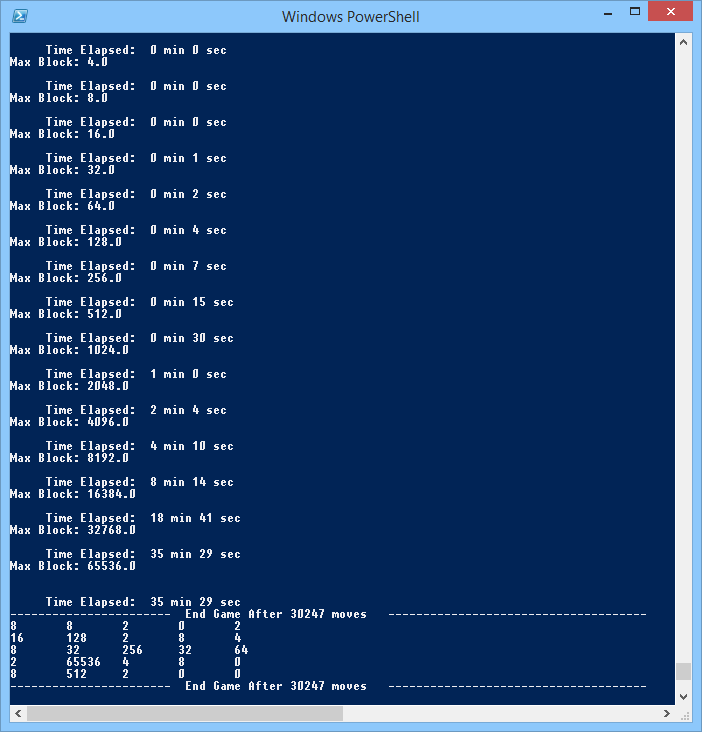 Windows PowerShell
Time Elapsed: 0 min 0 sec
Max Block: 4.0
Time Elapsed: 0 min 0 sec
Max Block: 8.0
Time Elapsed: 0 min 0 sec
Max Block: 16.0
Time Elapsed: 0 min 1 sec
Max Block: 32.0
Time Elapsed: 0 min 2 sec
Max Block: 64.0
Time Elapsed: 0 min 4 sec
Max Block: 128.0
Time Elapsed: 0 min 7 sec
Max Block: 256.0
Time Elapsed: 0 min 15 sec
Max Block: 512.0
Time Elapsed: 0 min 30 sec
Max Block: 1024.0
Time Elapsed: 1 min 0 sec
Max Block: 2048.0
Time Elapsed: 2 min 4 sec
Max Block: 4096.0
Time Elapsed: 4 min 10 sec
Max Block: 8192.0
Time Elapsed: 8 min 14 sec
Max Block: 16384.0
Time Elapsed: 18 min 41 sec
Max Block: 32768.0
Time Elapsed: 35 min 29 sec
Max Block: 65536.0
Time Elapsed: 35 min 29 sec
----------------------- End Game After 30247 moves -------------------------------------
8 8 2 0 2
16 128 2 8 4
8 32 256 32 64
2 65536 4 8 0
8 512 2 0 0
----------------------- End Game After 30247 moves -------------------------------------